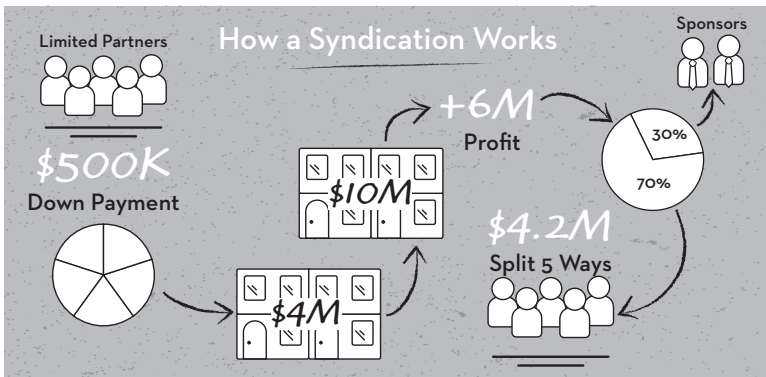 How a Syndication Works
Limited Partners
$500K
Down Payment
$4M
$10M
+6M
Profit
30%
70%
Sponsors
$4.2M
Split 5 Ways